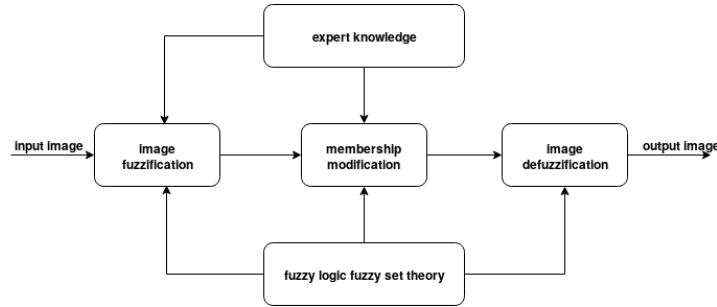 expert knowledge
input image
image
fuzzification
membership
modification
image
defuzzification
output image
fuzzy logic fuzzy set theory